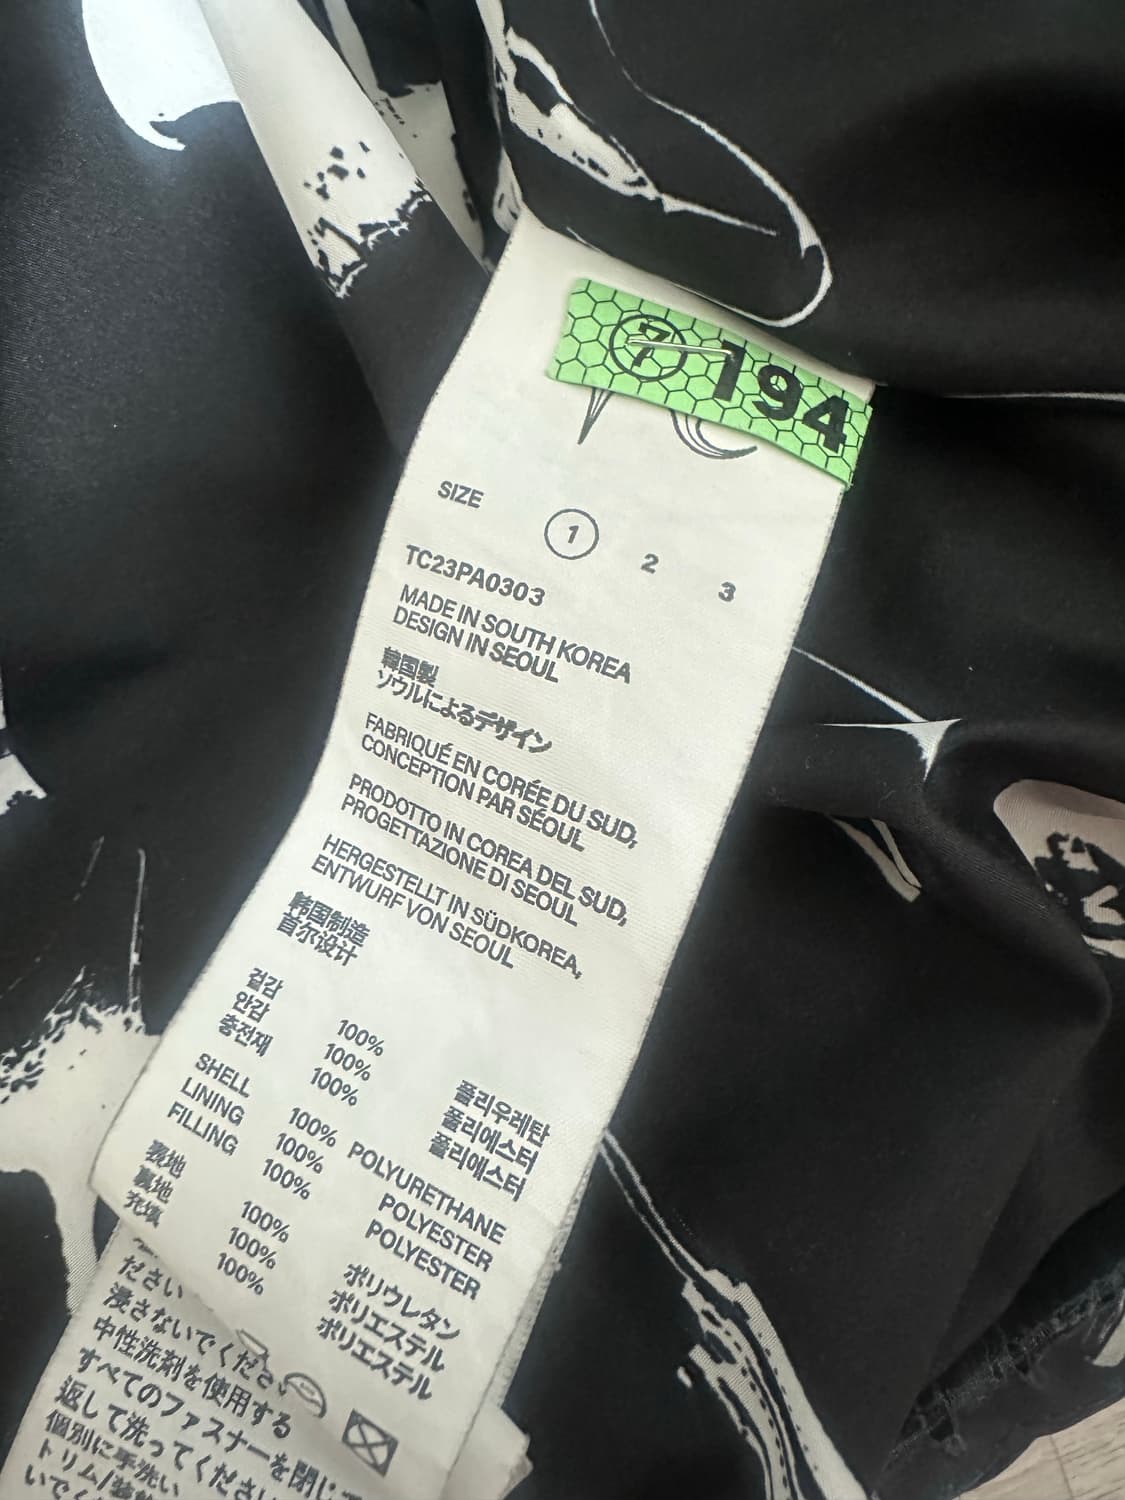 7 194
SIZE 1 2 3
TC23PA0303
MADE IN SOUTH KOREA
DESIGN IN SEOUL
韓国製
ソウルによるデザイン
FABRIQUÉ EN CORÉE DU SUD,
CONCEPTION PAR SÉOUL
PRODOTTO IN COREA DEL SUD,
PROGETTAZIONE DI SEOUL
HERGESTELLT IN SÜDKOREA,
ENTWURF VON SEOUL
韩国制造
首尔设计
겉감 100% 폴리우레탄
안감 100% 폴리에스터
충전재 100% 폴리에스터
SHELL 100% POLYURETHANE
LINING 100% POLYESTER
FILLING 100% POLYESTER
表地 100% ポリウレタン
裏地 100% ポリエステル
充填 100% ポリエステル
ださい
浸さないでくださ
中性洗剤を使用する
すべてのファスナーを閉じ
返して洗ってくださ
個別に手洗い
トリム/装飾
いでく